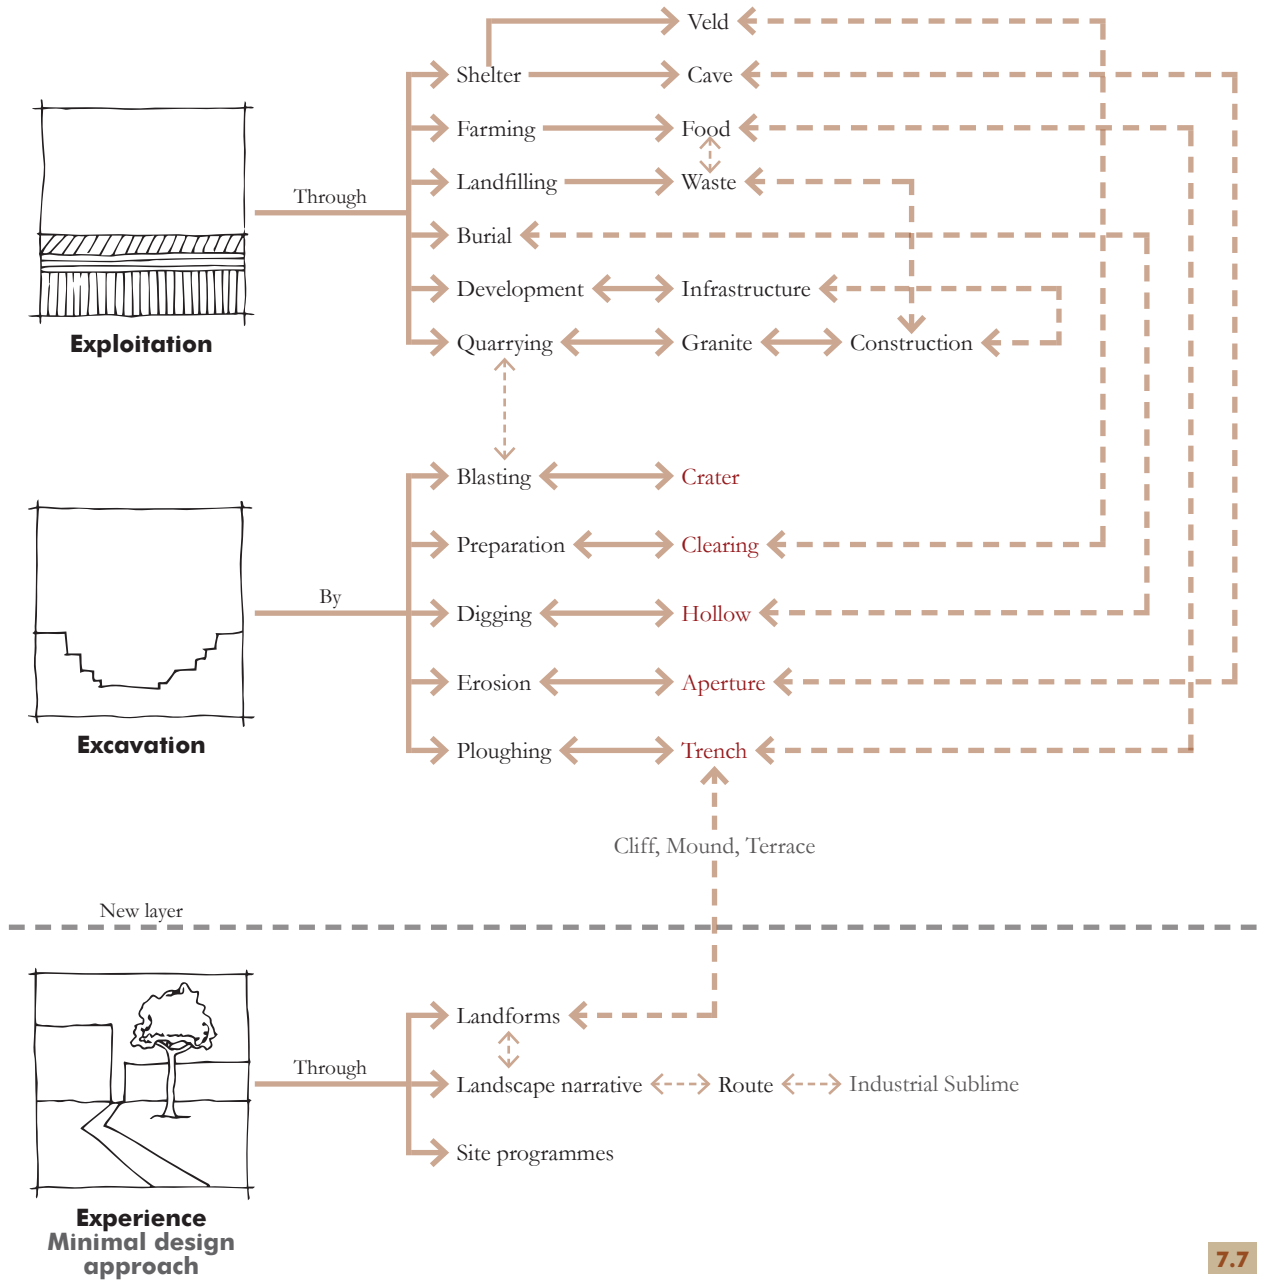 Veld
Shelter Cave
Farming Food
Landfilling Waste
Through
Burial
Development Infrastructure
Quarrying Granite Construction
Exploitation
Blasting Crater
Preparation Clearing
By
Digging Hollow
Erosion Aperture
Excavation
Ploughing Trench
Cliff, Mound, Terrace
New layer
Landforms
Through
Landscape narrative Route Industrial Sublime
Site programmes
Experience
Minimal design
approach
7.7